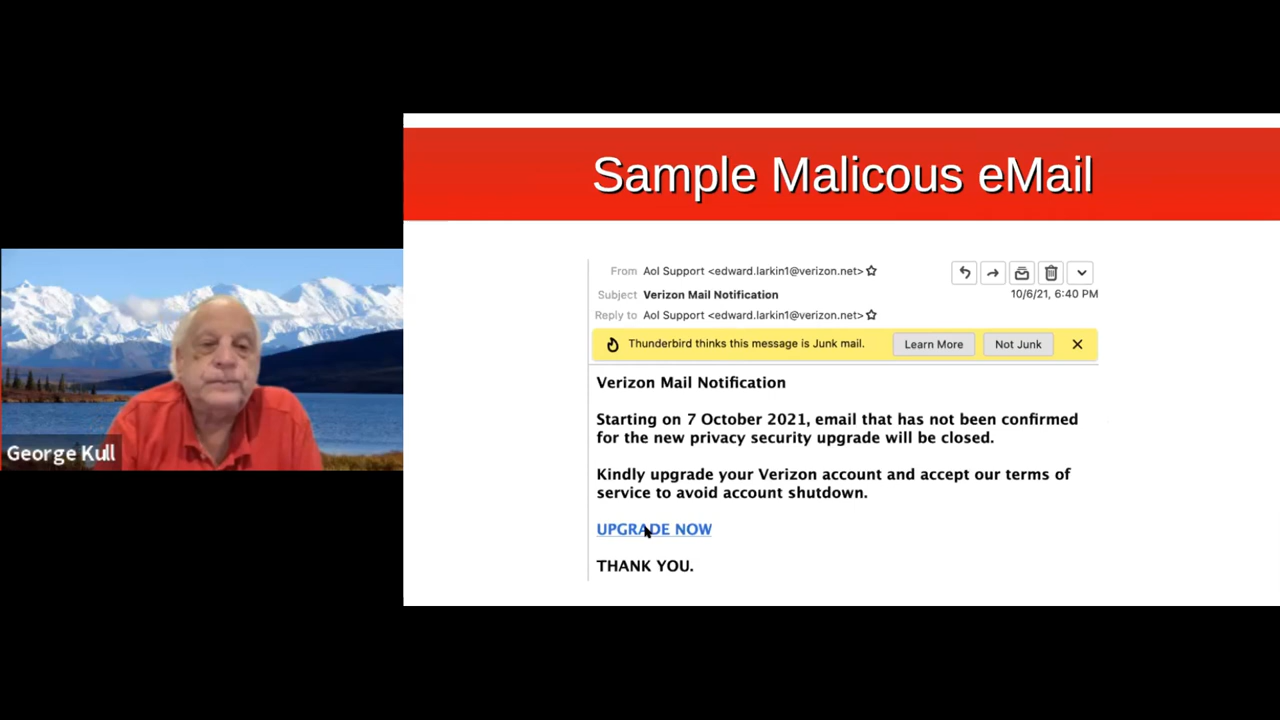 Sample Malicous eMail
From Aol Support <edward.larkin1@verizon.net>
Subject Verizon Mail Notification
10/6/21, 6:40 PM
Reply to Aol Support <edward.larkin1@verizon.net>
Thunderbird thinks this message is Junk mail. Learn More Not Junk
Verizon Mail Notification
Starting on 7 October 2021, email that has not been confirmed
for the new privacy security upgrade will be closed.
Kindly upgrade your Verizon account and accept our terms of
service to avoid account shutdown.
UPGRADE NOW
THANK YOU.
George Kull